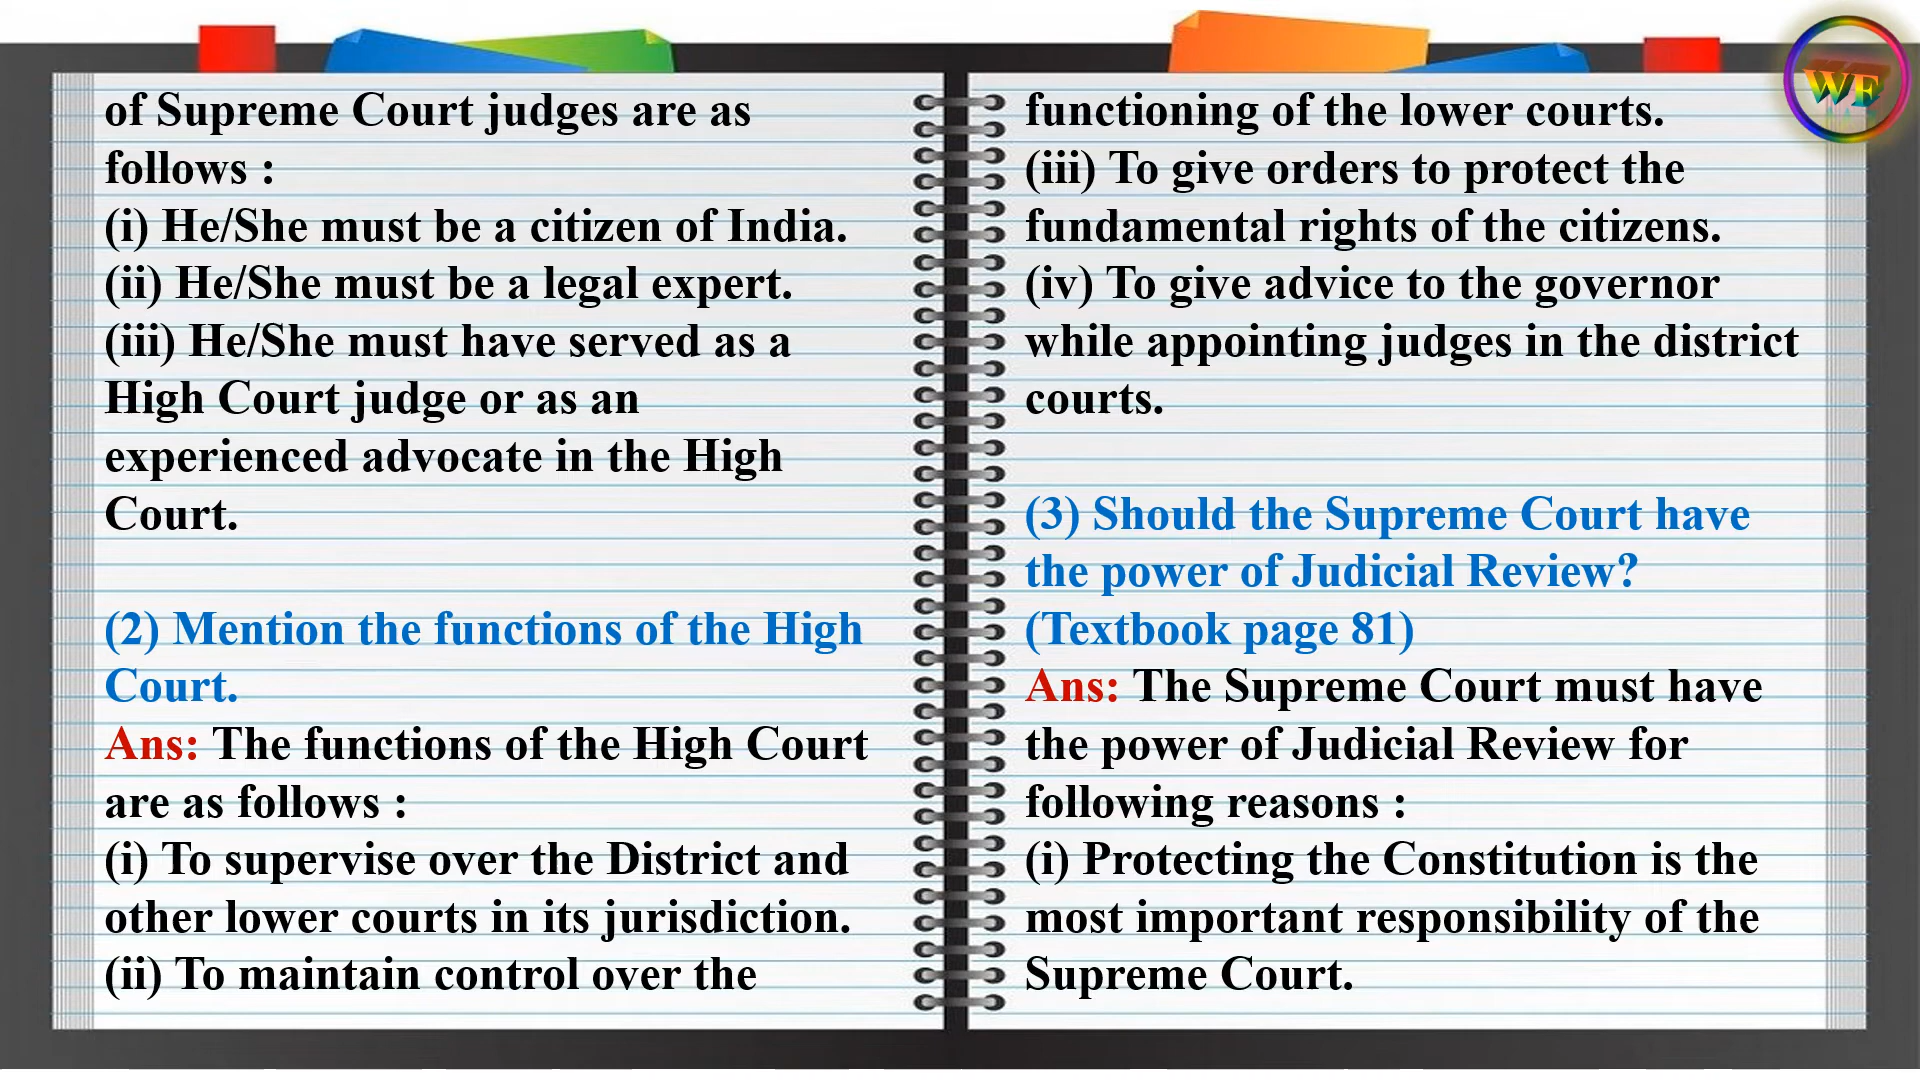 of Supreme Court judges are as
follows :
(i) He/She must be a citizen of India.
(ii) He/She must be a legal expert.
(iii) He/She must have served as a
High Court judge or as an
experienced advocate in the High
Court.
(2) Mention the functions of the High
Court.
Ans: The functions of the High Court
are as follows :
(i) To supervise over the District and
other lower courts in its jurisdiction.
(ii) To maintain control over the
functioning of the lower courts.
(iii) To give orders to protect the
fundamental rights of the citizens.
(iv) To give advice to the governor
while appointing judges in the district
courts.
(3) Should the Supreme Court have
the power of Judicial Review?
(Textbook page 81)
Ans: The Supreme Court must have
the power of Judicial Review for
following reasons :
(i) Protecting the Constitution is the
most important responsibility of the
Supreme Court.
WE